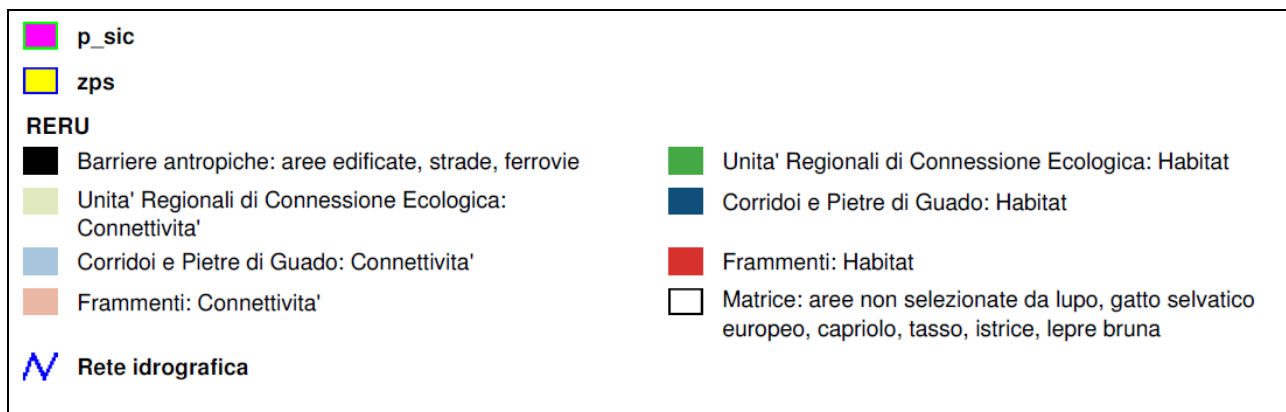 p_sic
zps
RERU
Barriere antropiche: aree edificate, strade, ferrovie
Unita' Regionali di Connessione Ecologica:
Connettivita'
Corridoi e Pietre di Guado: Connettivita'
Frammenti: Connettivita'
Unita' Regionali di Connessione Ecologica: Habitat
Corridoi e Pietre di Guado: Habitat
Frammenti: Habitat
Matrice: aree non selezionate da lupo, gatto selvatico
europeo, capriolo, tasso, istrice, lepre bruna
Rete idrografica